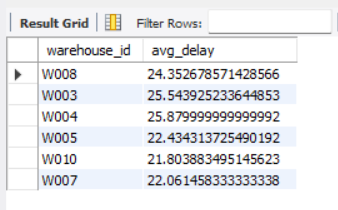 Result Grid Filter Rows:
warehouse_id avg_delay
W008 24.352678571428566
W003 25.543925233644853
W004 25.879999999999992
W005 22.434313725490192
W010 21.803883495145623
W007 22.061458333333338